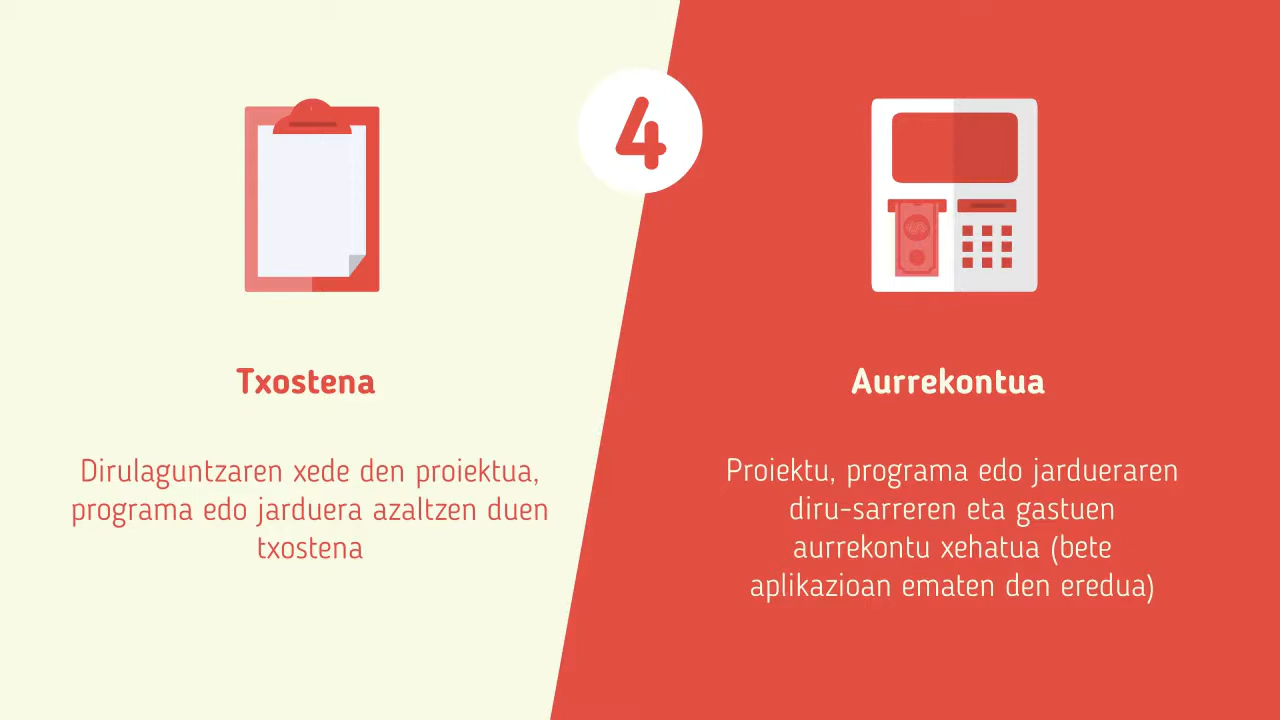 4
Txostena
Dirulaguntzaren xede den proiektua,
programa edo jarduera azaltzen duen
txostena
Aurrekontua
Proiektu, programa edo jardueraren
diru-sarreren eta gastuen
aurrekontu xehatua (bete
aplikazioan ematen den eredua)